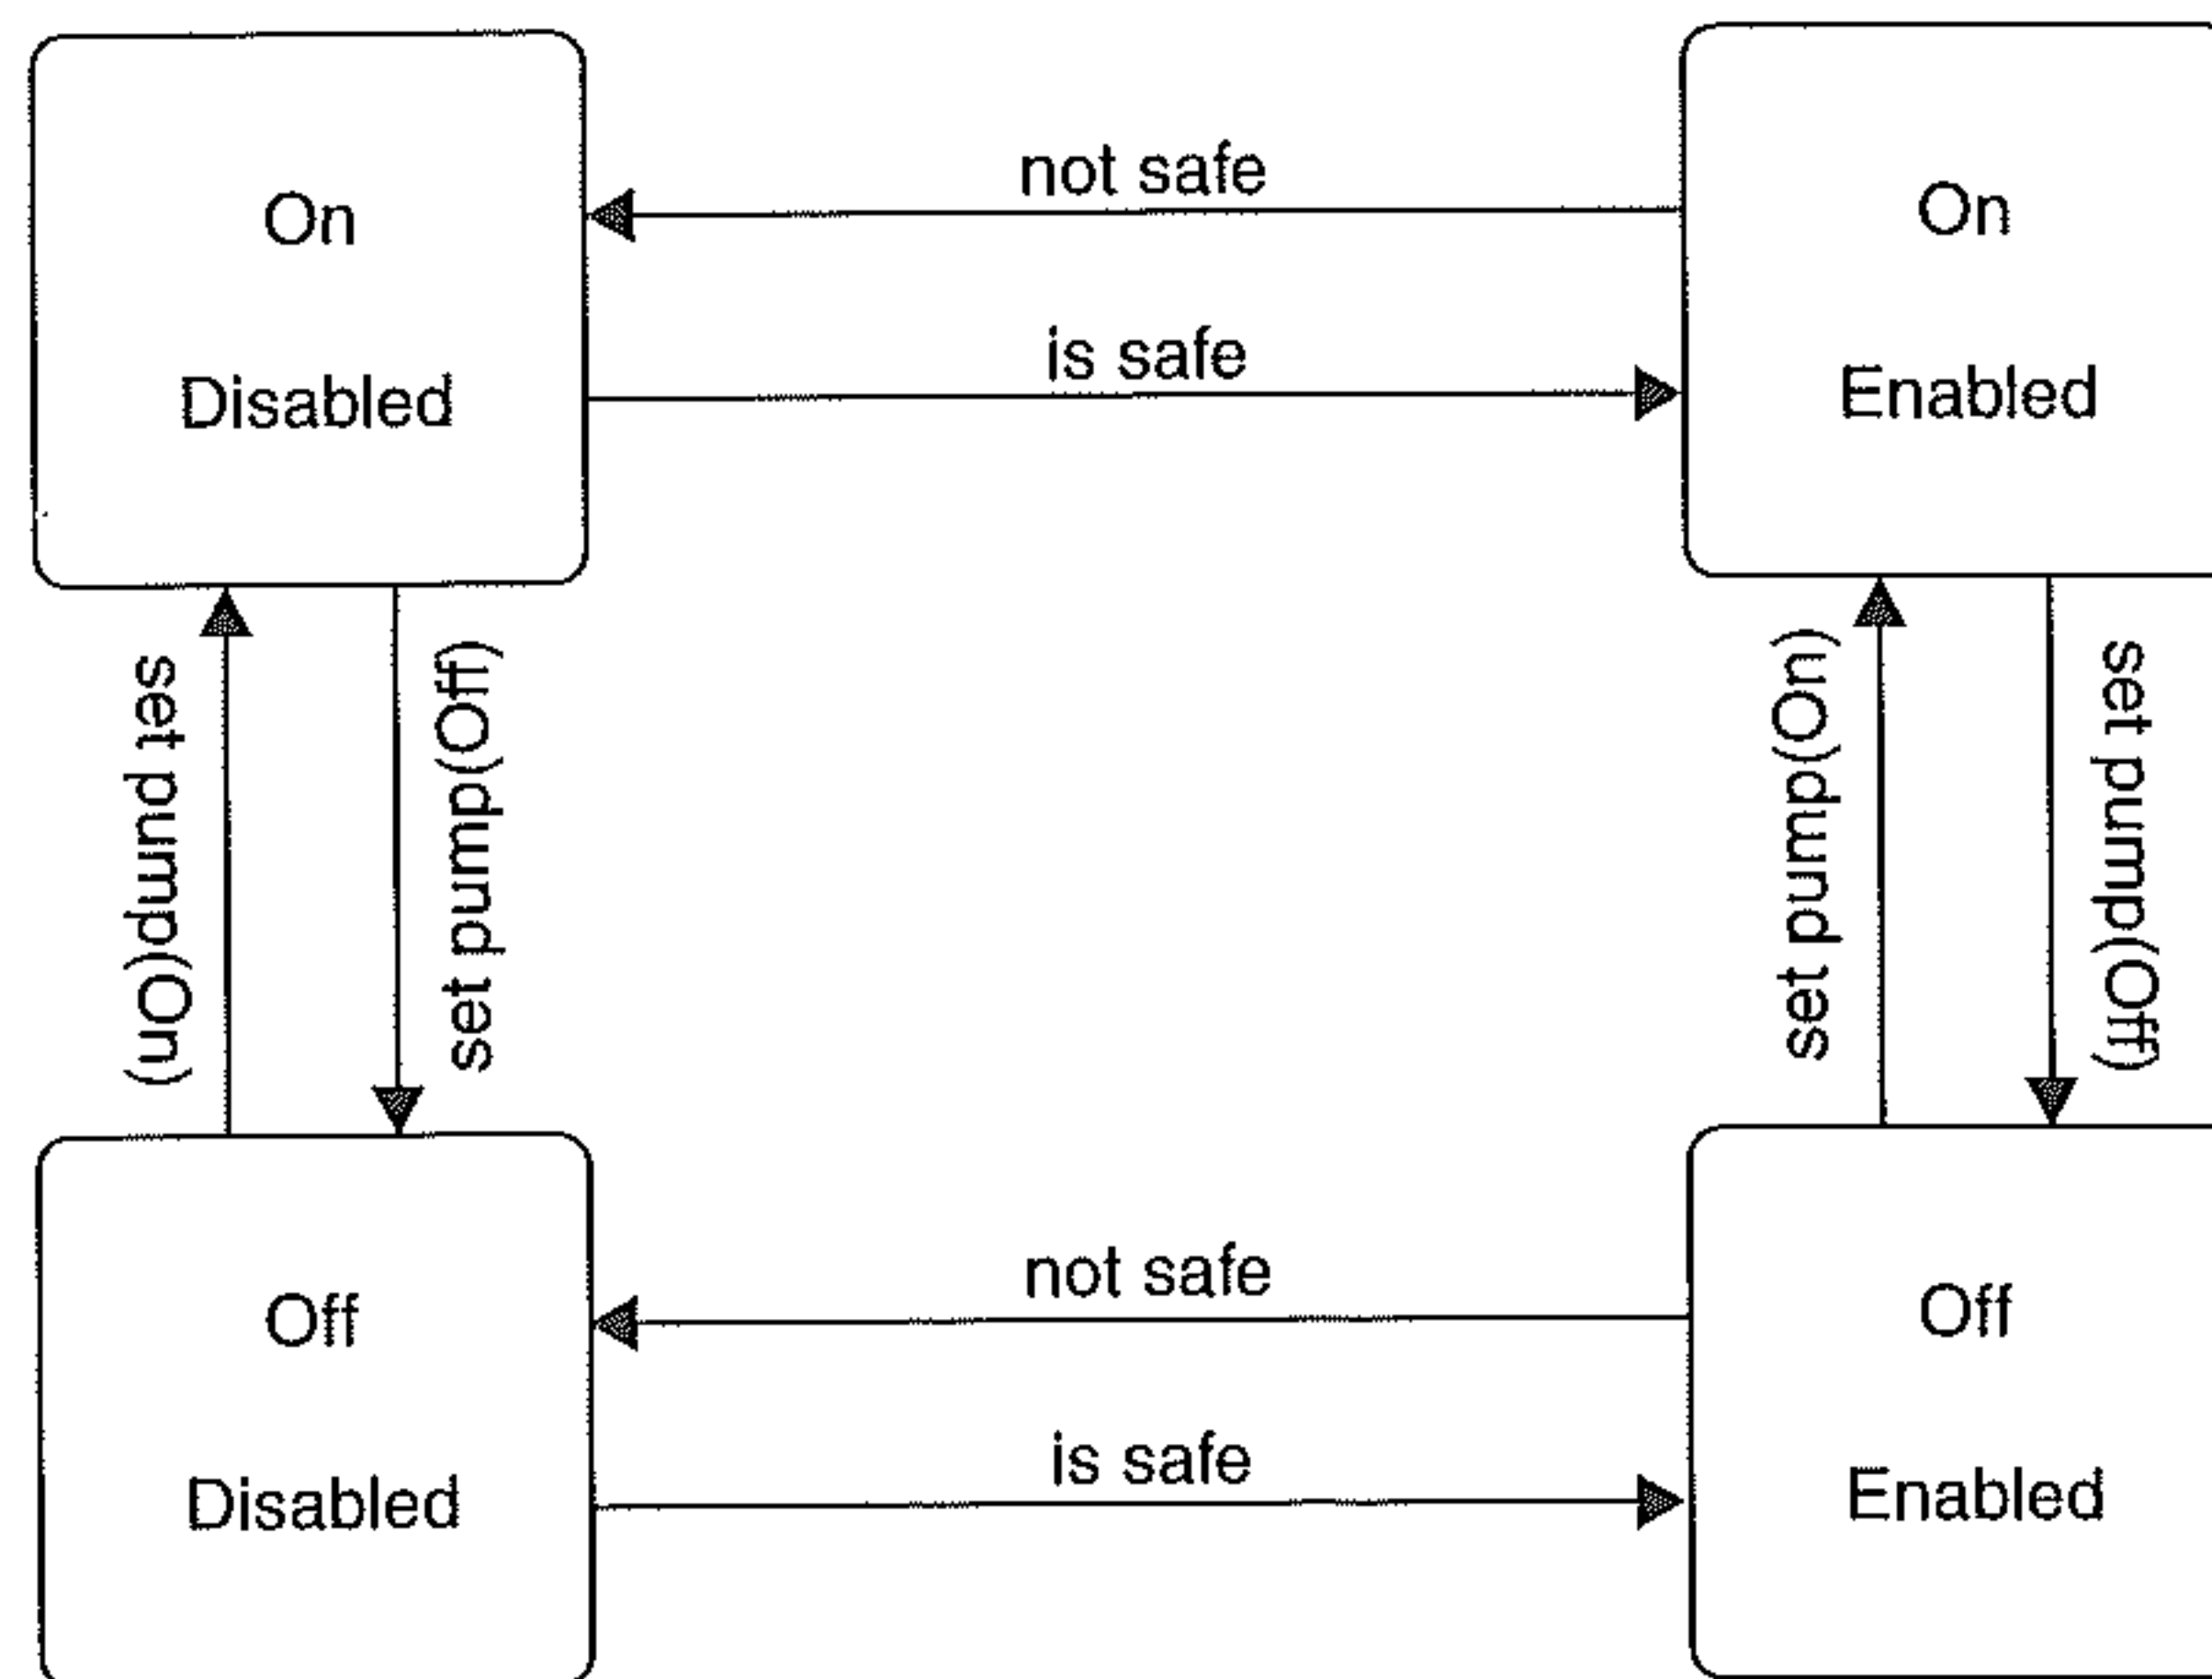 not safe
On
On
is safe
Disabled
Enabled
set pump(On)
set pump(Off)
set pump(On)
set pump(Off)
not safe
Off
Off
is safe
Disabled
Enabled